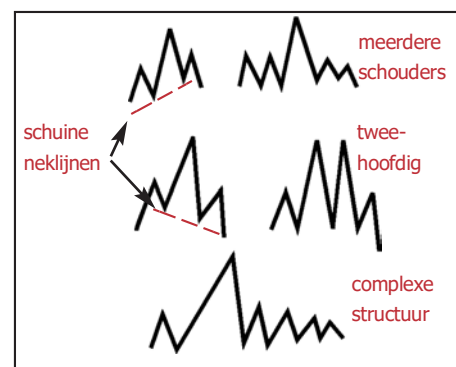 meerdere
schouders
schuine
neklijnen
twee-
hoofdig
complexe
structuur